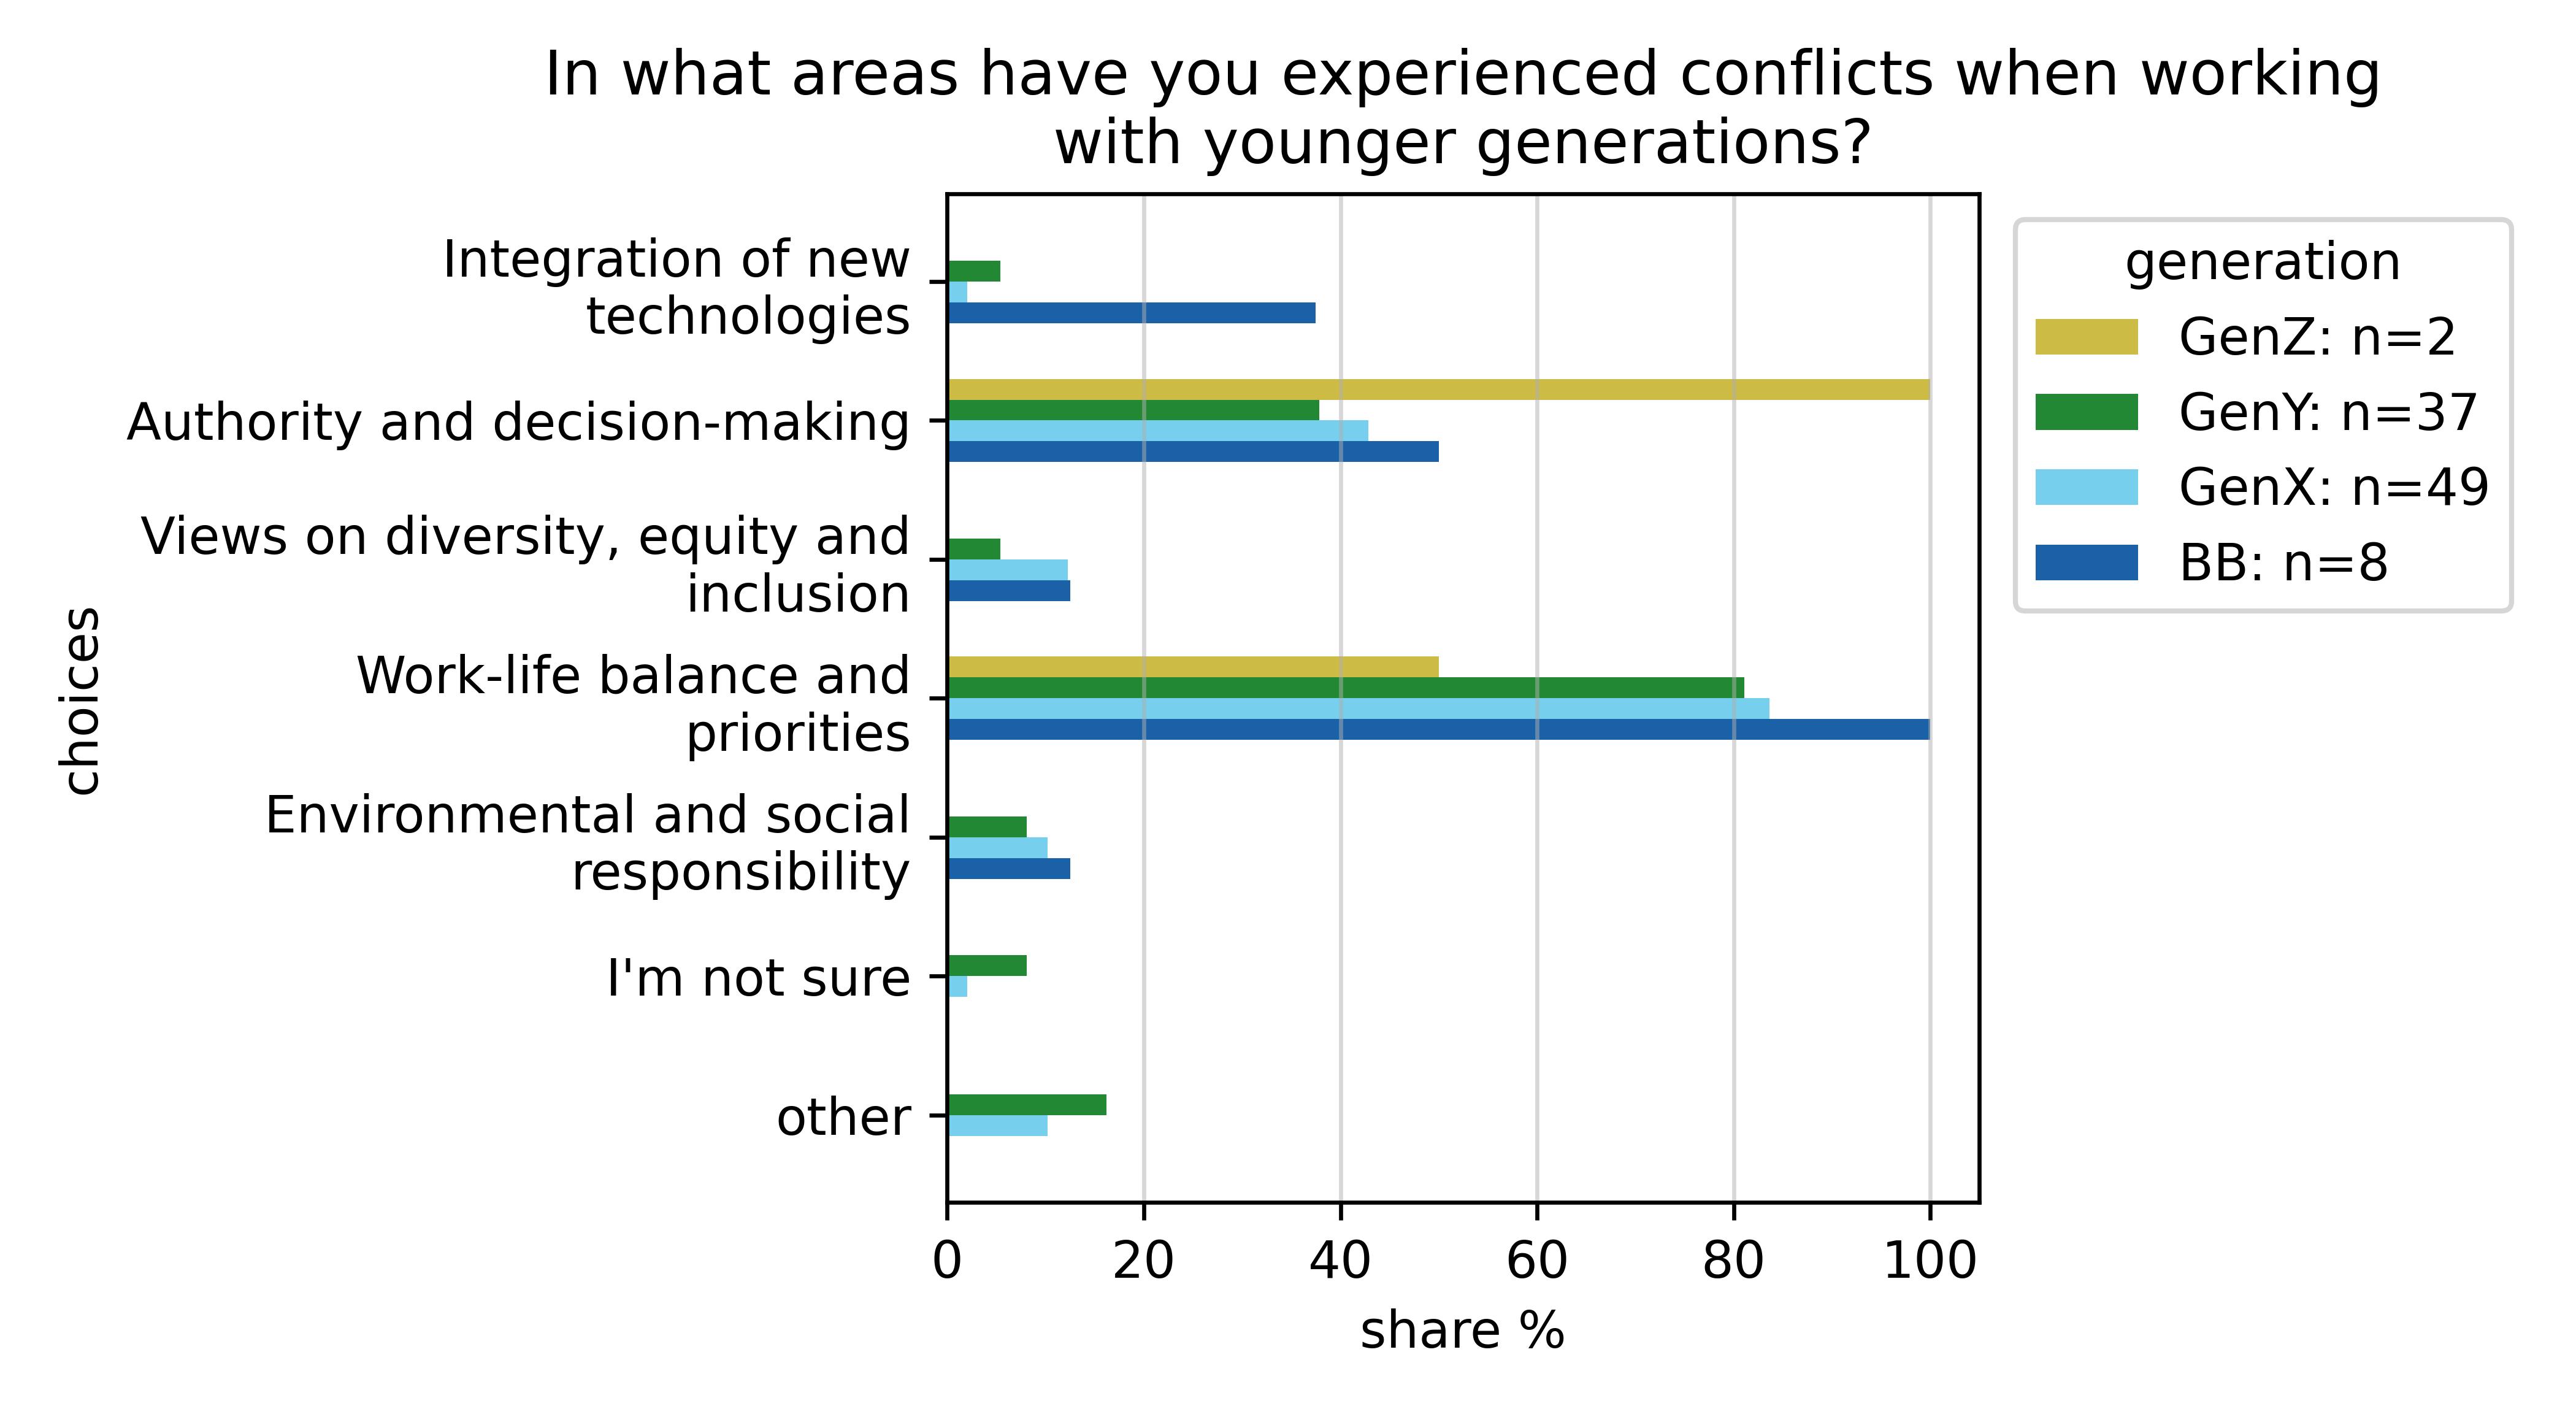 In what areas have you experienced conflicts when working
with younger generations?
choices
Integration of new
technologies
Authority and decision-making
Views on diversity, equity and
inclusion
Work-life balance and
priorities
Environmental and social
responsibility
I'm not sure
other
0 20 40 60 80 100
share %
generation
GenZ: n=2
GenY: n=37
GenX: n=49
BB: n=8